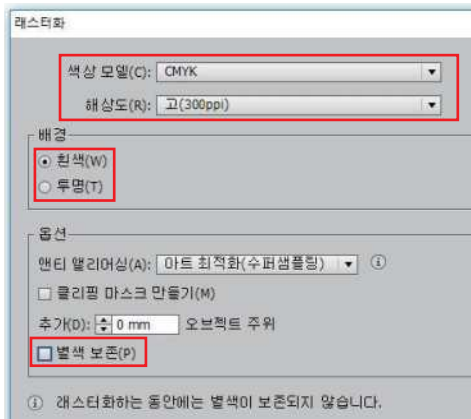 래스터화
색상 모델(C): CMYK
해상도(R): 고(300ppi)
배경
흰색(W)
투명(T)
옵션
앤티 앨리어싱(A): 아트 최적화(수퍼샘플링)
클리핑 마스크 만들기(M)
추가(D): 0 mm 오브젝트 주위
별색 보존(P)
래스터화하는 동안에는 별색이 보존되지 않습니다.